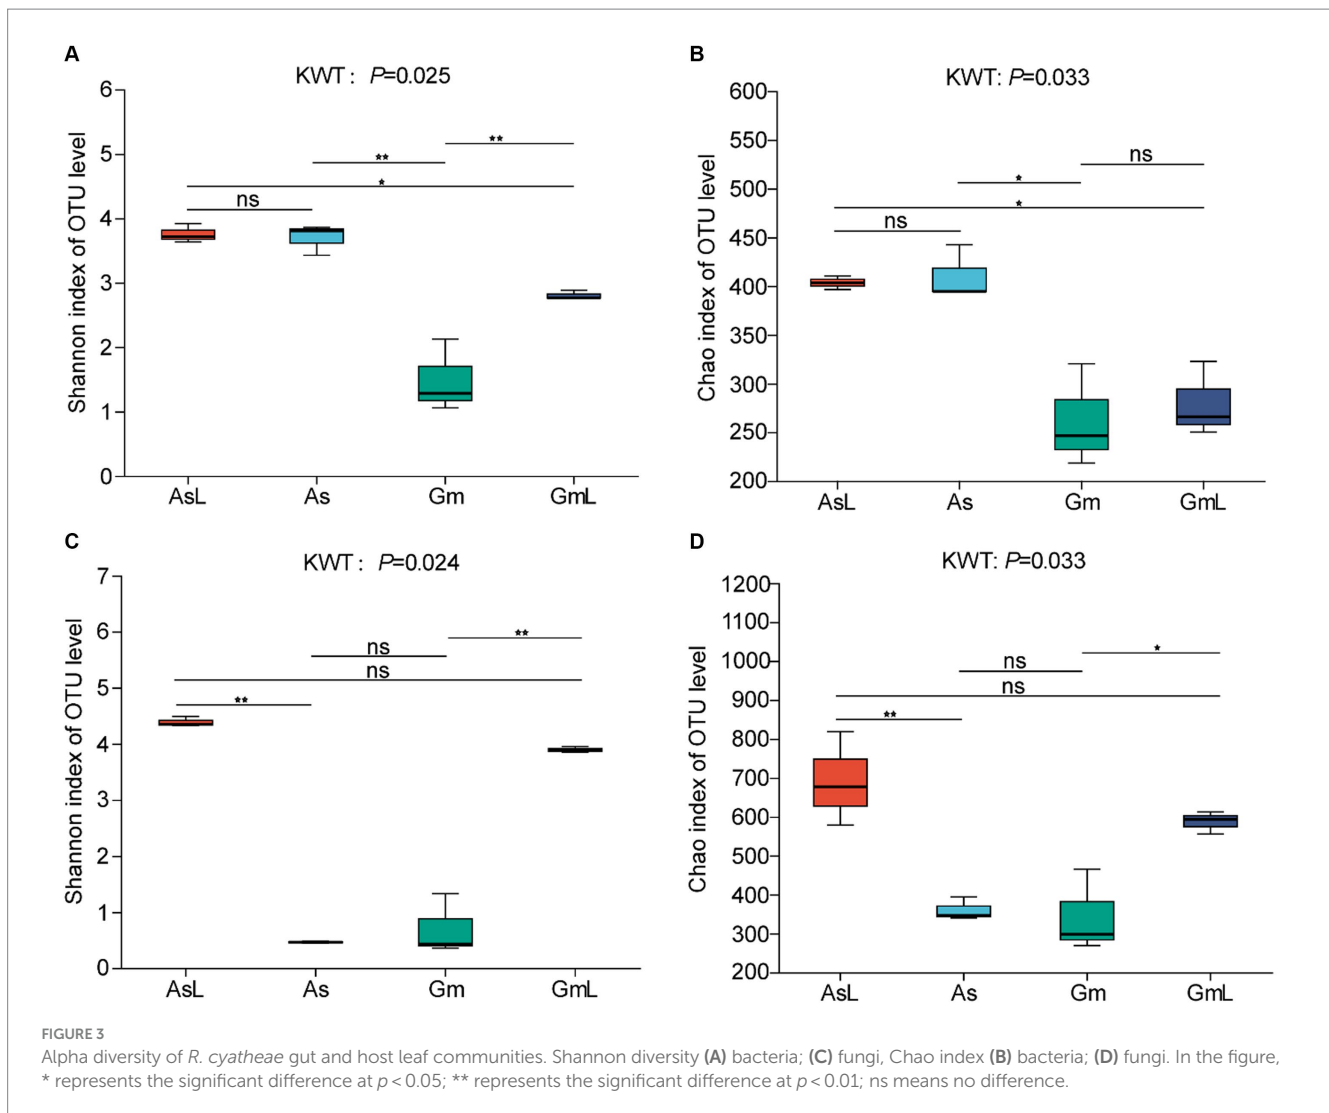 A
KWT : P=0.025
Shannon index of OTU level
6
5
4
3
2
1
0
**
**
*
ns
AsL As Gm GmL
B
KWT: P=0.033
Chao index of OTU level
600
550
500
450
400
350
300
250
200
ns
*
*
ns
AsL As Gm GmL
C
KWT : P=0.024
Shannon index of OTU level
7
6
5
4
3
2
1
0
**
ns
ns
**
AsL As Gm GmL
D
KWT: P=0.033
Chao index of OTU level
1200
1100
1000
900
800
700
600
500
400
300
200
*
ns
ns
**
AsL As Gm GmL
FIGURE 3
Alpha diversity of R. cyatheae gut and host leaf communities. Shannon diversity (A) bacteria; (C) fungi, Chao index (B) bacteria; (D) fungi. In the figure,
* represents the significant difference at p < 0.05; ** represents the significant difference at p < 0.01; ns means no difference.